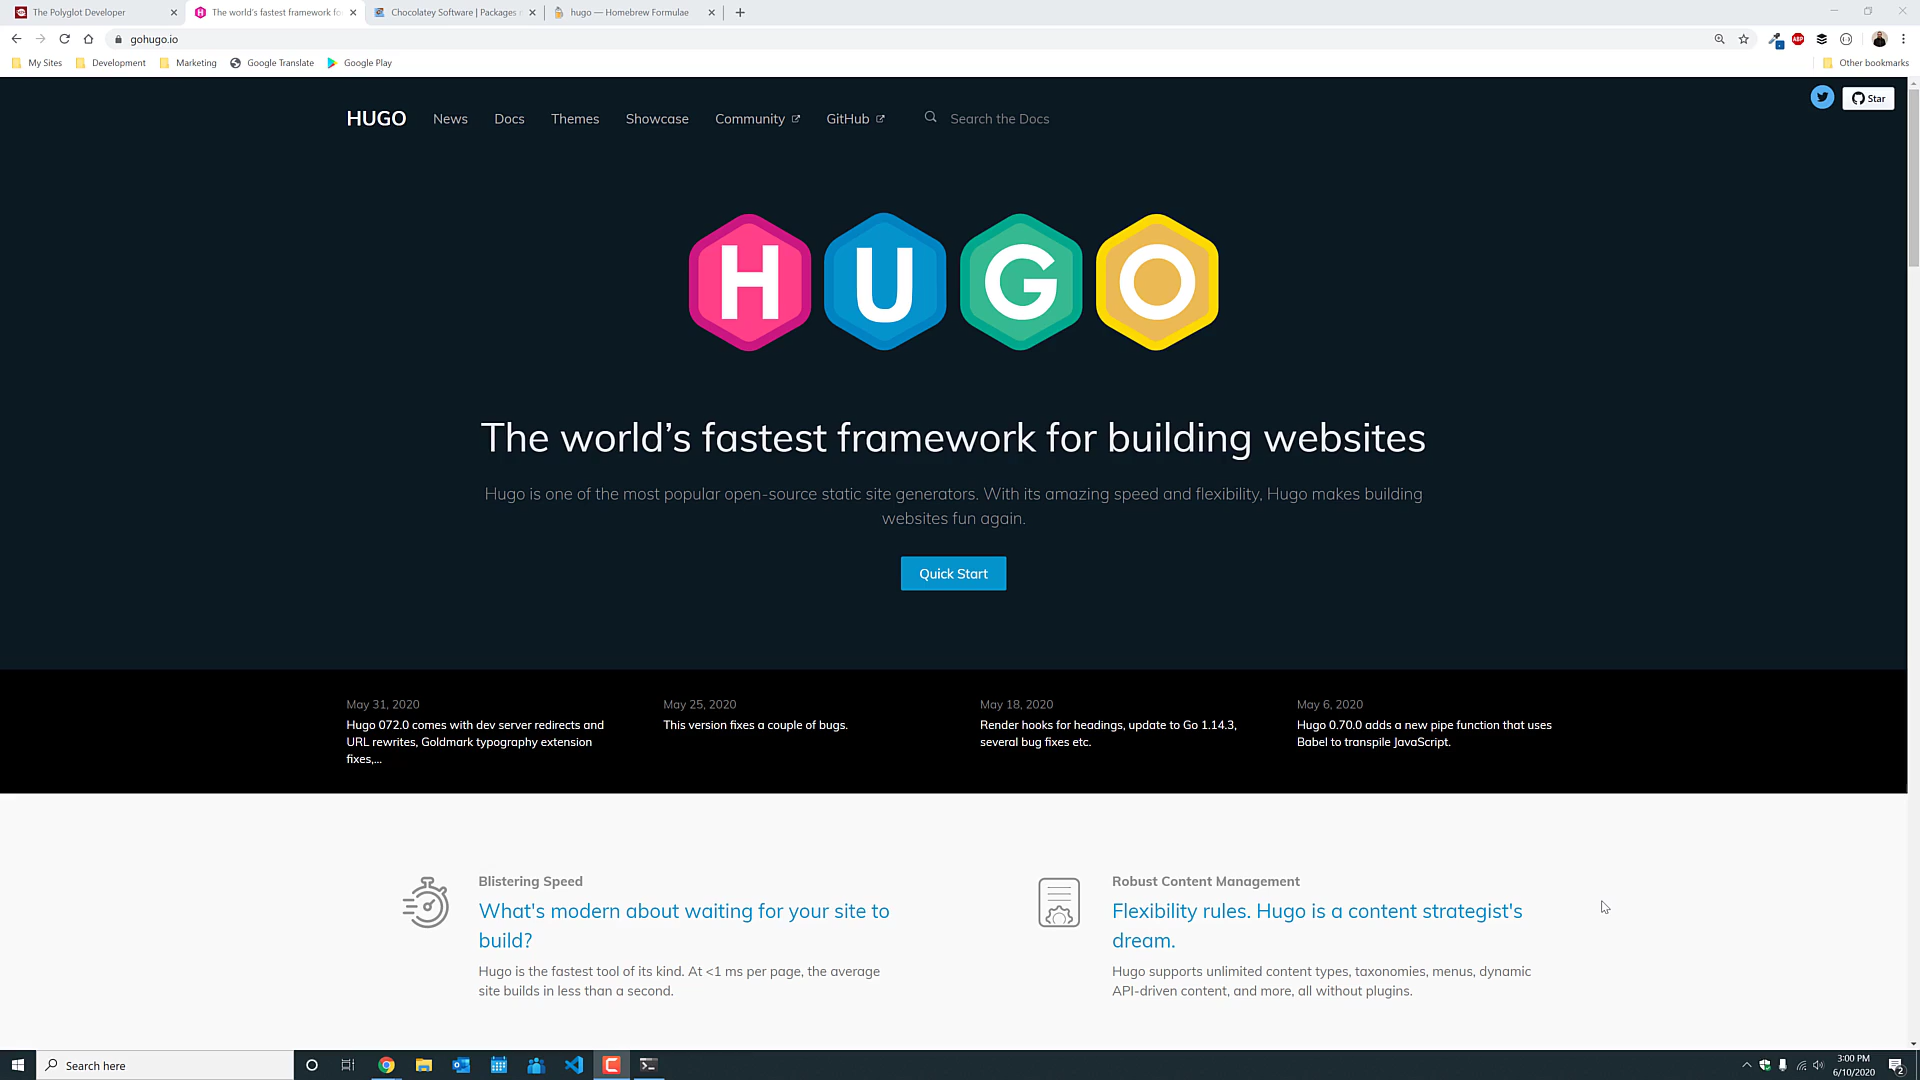 The Polyglot Developer
The world's fastest framework fo
Chocolatey Software | Packages
hugo — Homebrew Formulae
gohugo.io
ABP
My Sites
Development
Marketing
Google Translate
Google Play
Other bookmarks
HUGO
News
Docs
Themes
Showcase
Community
GitHub
Search the Docs
Star
HUGO
The world's fastest framework for building websites
Hugo is one of the most popular open-source static site generators. With its amazing speed and flexibility, Hugo makes building
websites fun again.
Quick Start
May 31, 2020
Hugo 072.0 comes with dev server redirects and
URL rewrites, Goldmark typography extension
fixes,...
May 25, 2020
This version fixes a couple of bugs.
May 18, 2020
Render hooks for headings, update to Go 1.14.3,
several bug fixes etc.
May 6, 2020
Hugo 0.70.0 adds a new pipe function that uses
Babel to transpile JavaScript.
Blistering Speed
What's modern about waiting for your site to
build?
Hugo is the fastest tool of its kind. At <1 ms per page, the average
site builds in less than a second.
Robust Content Management
Flexibility rules. Hugo is a content strategist's
dream.
Hugo supports unlimited content types, taxonomies, menus, dynamic
API-driven content, and more, all without plugins.
Search here
3:00 PM
6/10/2020
2